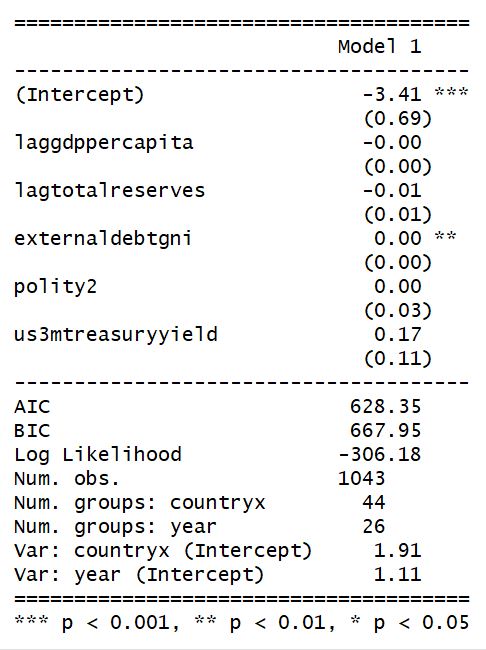 ======================================
                           Model 1
--------------------------------------
(Intercept)                  -3.41 ***
                             (0.69)
laggdppercapita              -0.00
                             (0.00)
lagtotalreserves             -0.01
                             (0.01)
externaldebtgni               0.00 **
                             (0.00)
polity2                       0.00
                             (0.03)
us3mtreasuryyield             0.17
                             (0.11)
--------------------------------------
AIC                         628.35
BIC                         667.95
Log Likelihood             -306.18
Num. obs.                  1043
Num. groups: countryx        44
Num. groups: year            26
Var: countryx (Intercept)     1.91
Var: year (Intercept)         1.11
======================================
*** p < 0.001, ** p < 0.01, * p < 0.05